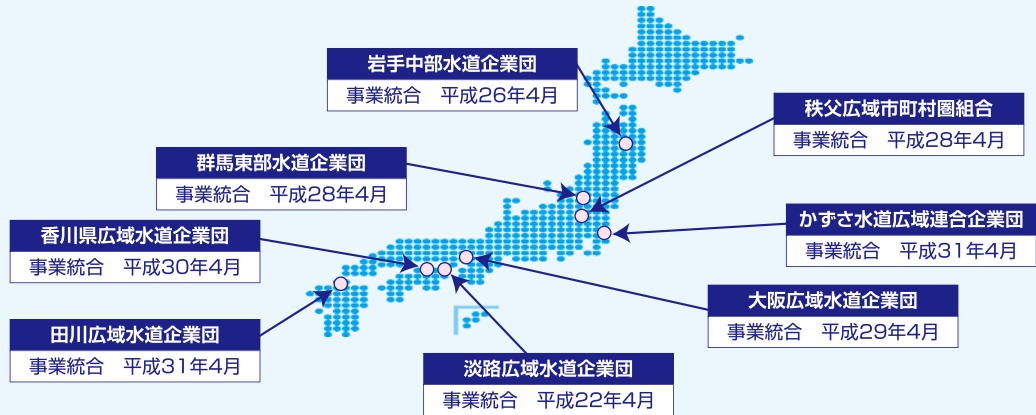 岩手中部水道企業団
事業統合　平成26年4月
秩父広域市町村圏組合
事業統合　平成28年4月
群馬東部水道企業団
事業統合　平成28年4月
かずさ水道広域連合企業団
事業統合　平成31年4月
香川県広域水道企業団
事業統合　平成30年4月
大阪広域水道企業団
事業統合　平成29年4月
田川広域水道企業団
事業統合　平成31年4月
淡路広域水道企業団
事業統合　平成22年4月